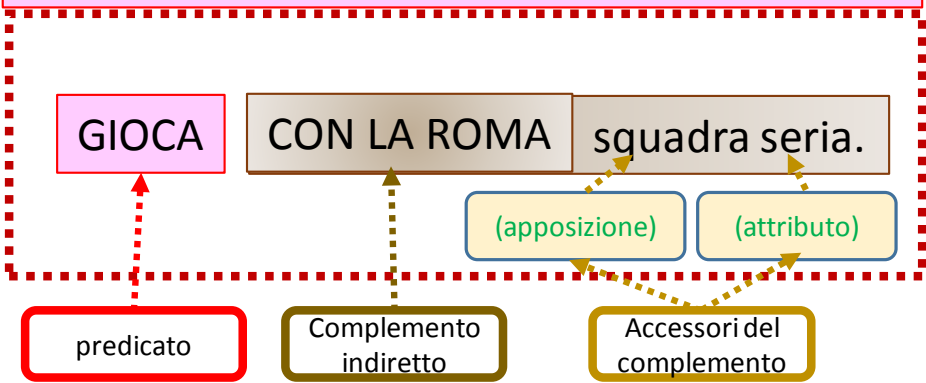 GIOCA CON LA ROMA squadra seria.
(apposizione) (attributo)
predicato
Complemento
indiretto
Accessori del
complemento